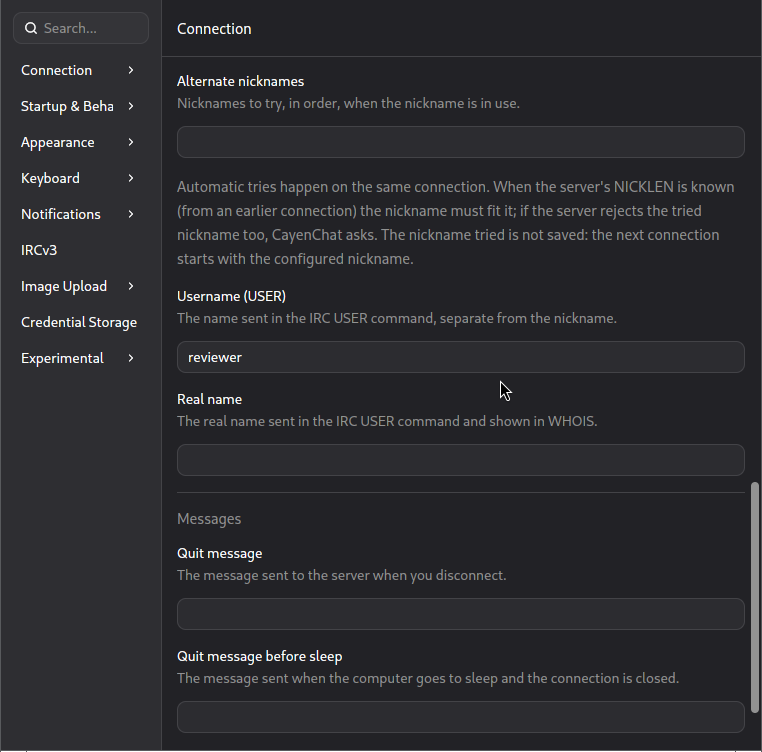 Search...
Connection
Startup & Beha
Appearance
Keyboard
Notifications
IRCv3
Image Upload
Credential Storage
Experimental
Connection
Alternate nicknames
Nicknames to try, in order, when the nickname is in use.
Automatic tries happen on the same connection. When the server's NICKLEN is known
(from an earlier connection) the nickname must fit it; if the server rejects the tried
nickname too, CayenChat asks. The nickname tried is not saved: the next connection
starts with the configured nickname.
Username (USER)
The name sent in the IRC USER command, separate from the nickname.
reviewer
Real name
The real name sent in the IRC USER command and shown in WHOIS.
Messages
Quit message
The message sent to the server when you disconnect.
Quit message before sleep
The message sent when the computer goes to sleep and the connection is closed.